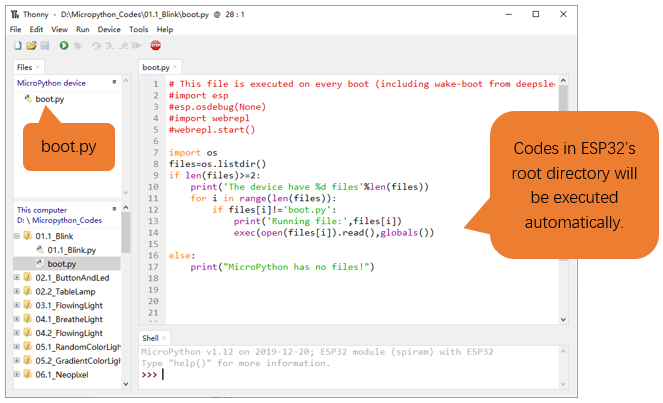 Thonny - D:\Micropython_Codes\01.1_Blink\boot.py @ 28 : 1
File Edit View Run Device Tools Help
Files ×
MicroPython device
boot.py
boot.py
This computer
D: \ Micropython_Codes
01.1_Blink
01.1_Blink.py
boot.py
02.1_ButtonAndLed
02.2_TableLamp
03.1_FlowingLight
04.1_BreatheLight
04.2_FlowingLight
05.1_RandomColorLigh
05.2_GradientColorLigh
06.1_Neopixel
boot.py ×
1 # This file is executed on every boot (including wake-boot from deepslee
2 #import esp
3 #esp.osdebug(None)
4 #import webrepl
5 #webrepl.start()
6
7 import os
8 files=os.listdir()
9 if len(files)>=2:
10 print('The device have %d files'%len(files))
11 for i in range(len(files)):
12 if files[i]!='boot.py':
13 print('Running file:',files[i])
14 exec(open(files[i]).read(),globals())
15
16 else:
17 print("MicroPython has no files!")
18
19
20
21
Shell ×
MicroPython v1.12 on 2019-12-20; ESP32 module (spiram) with ESP32
Type "help()" for more information.
>>>
Codes in ESP32's
root directory will
be executed
automatically.